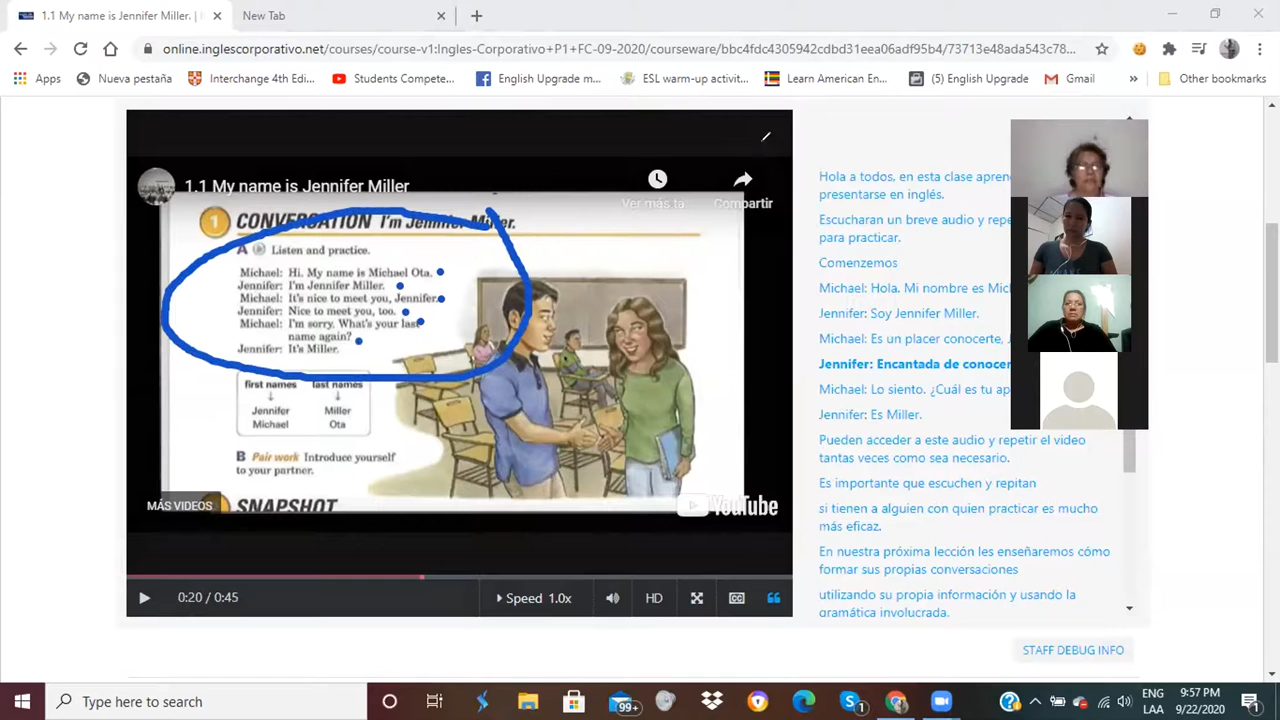 1.1 My name is Jennifer Miller. |
New Tab
online.inglescorporativo.net/courses/course-v1:Ingles-Corporativo+P1+FC-09-2020/courseware/bbc4fdc4305942cdbd31eea06adf95b4/73713e48ada543c78...
Apps
Nueva pestaña
Interchange 4th Edi...
Students Compete...
English Upgrade m...
ESL warm-up activit...
Learn American En...
(5) English Upgrade
Gmail
»
Other bookmarks
1.1 My name is Jennifer Miller
Ver más ta
Compartir
1 CONVERSATION I'm Jennifer Miller.
A Listen and practice.
Michael: Hi. My name is Michael Ota.
Jennifer: I'm Jennifer Miller.
Michael: It's nice to meet you, Jennifer.
Jennifer: Nice to meet you, too.
Michael: I'm sorry. What's your last
name again?
Jennifer: It's Miller.
first names last names
Jennifer Miller
Michael Ota
B Pair work Introduce yourself
to your partner.
SNAPSHOT
MÁS VIDEOS
YouTube
0:20 / 0:45
Speed 1.0x
HD
CC
Hola a todos, en esta clase apren
presentarse en inglés.
Escucharan un breve audio y repe
para practicar.
Comenzemos
Michael: Hola. Mi nombre es Mic
Jennifer: Soy Jennifer Miller.
Michael: Es un placer conocerte, J
Jennifer: Encantada de conocer
Michael: Lo siento. ¿Cuál es tu ap
Jennifer: Es Miller.
Pueden acceder a este audio y repetir el video
tantas veces como sea necesario.
Es importante que escuchen y repitan
si tienen a alguien con quien practicar es mucho
más eficaz.
En nuestra próxima lección les enseñaremos cómo
formar sus propias conversaciones
utilizando su propia información y usando la
gramática involucrada.
STAFF DEBUG INFO
Type here to search
99+
1
ENG
LAA
9:57 PM
9/22/2020
1